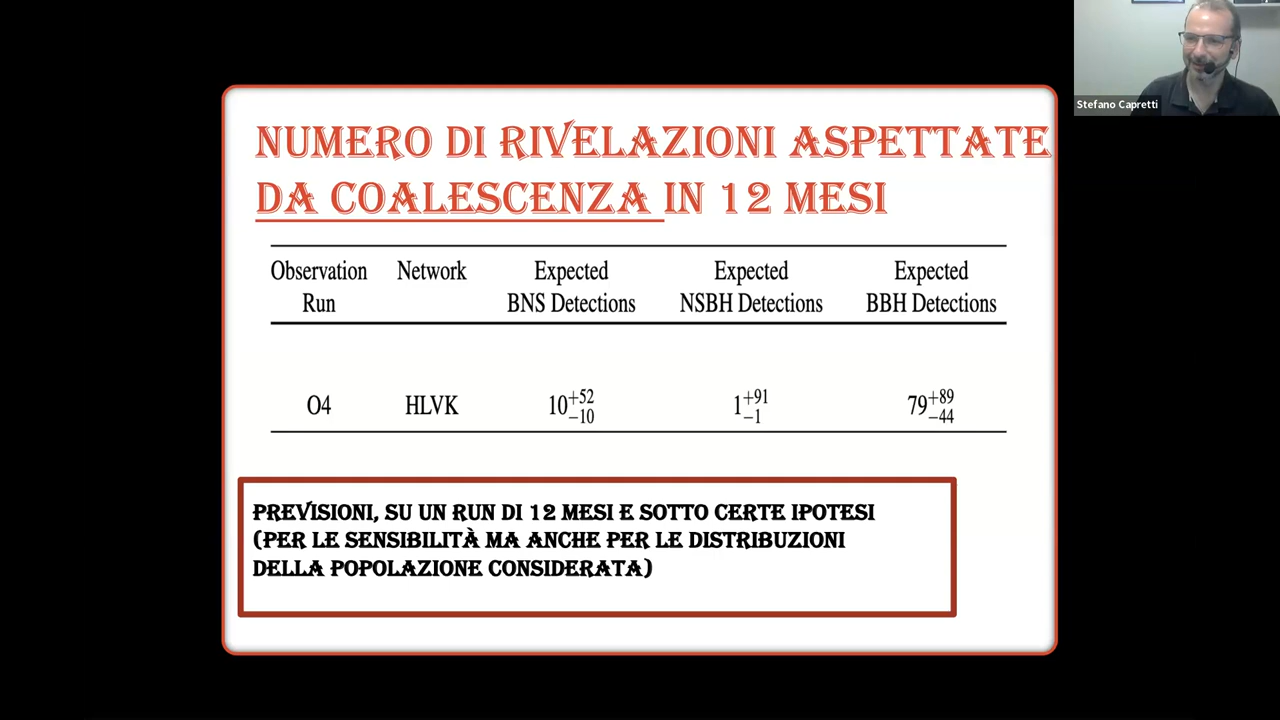 Stefano Capretti
NUMERO DI RIVELAZIONI ASPETTATE
DA COALESCENZA IN 12 MESI
Observation Run Network Expected BNS Detections Expected NSBH Detections Expected BBH Detections
O4 HLVK 10+52−10 1+91−1 79+89−44
PREVISIONI, SU UN RUN DI 12 MESI E SOTTO CERTE IPOTESI
(PER LE SENSIBILITÀ MA ANCHE PER LE DISTRIBUZIONI
DELLA POPOLAZIONE CONSIDERATA)